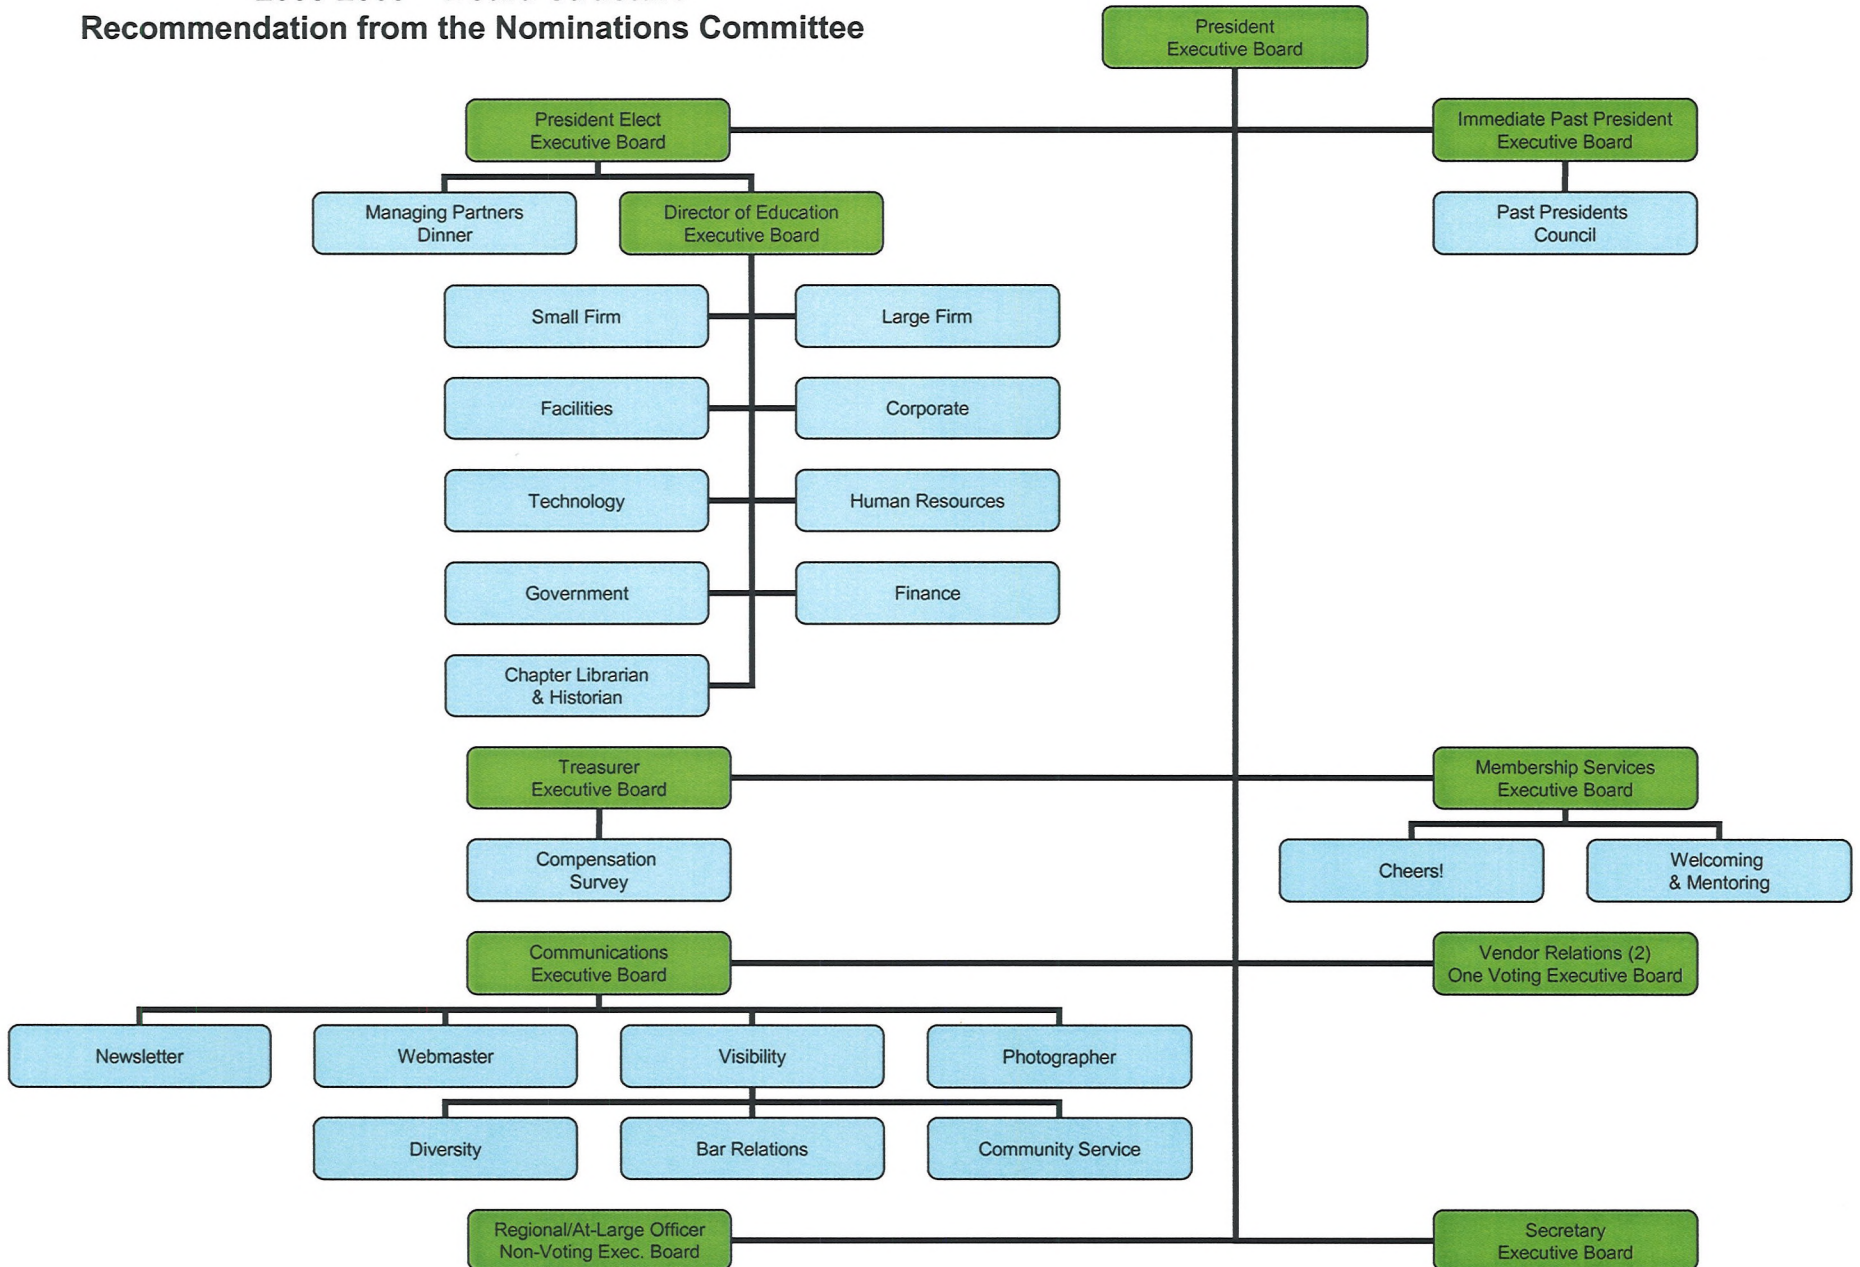 Recommendation from the Nominations Committee
President
Executive Board
President Elect
Executive Board
Immediate Past President
Executive Board
Managing Partners
Dinner
Director of Education
Executive Board
Past Presidents
Council
Small Firm
Large Firm
Facilities
Corporate
Technology
Human Resources
Government
Finance
Chapter Librarian
& Historian
Treasurer
Executive Board
Membership Services
Executive Board
Compensation
Survey
Cheers!
Welcoming
& Mentoring
Communications
Executive Board
Vendor Relations (2)
One Voting Executive Board
Newsletter
Webmaster
Visibility
Photographer
Diversity
Bar Relations
Community Service
Regional/At-Large Officer
Non-Voting Exec. Board
Secretary
Executive Board